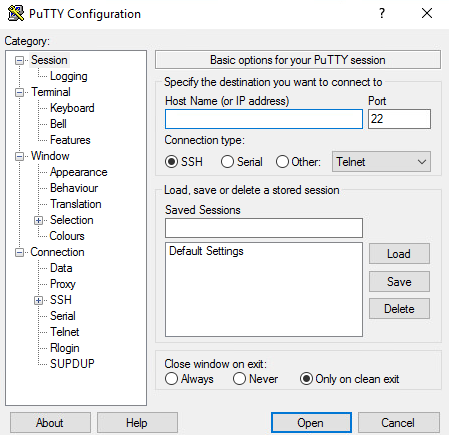 PuTTY Configuration
?
Category:
Session
Logging
Terminal
Keyboard
Bell
Features
Window
Appearance
Behaviour
Translation
Selection
Colours
Connection
Data
Proxy
SSH
Serial
Telnet
Rlogin
SUPDUP
Basic options for your PuTTY session
Specify the destination you want to connect to
Host Name (or IP address) Port
22
Connection type:
SSH Serial Other: Telnet
Load, save or delete a stored session
Saved Sessions
Default Settings
Load
Save
Delete
Close window on exit:
Always Never Only on clean exit
About Help Open Cancel